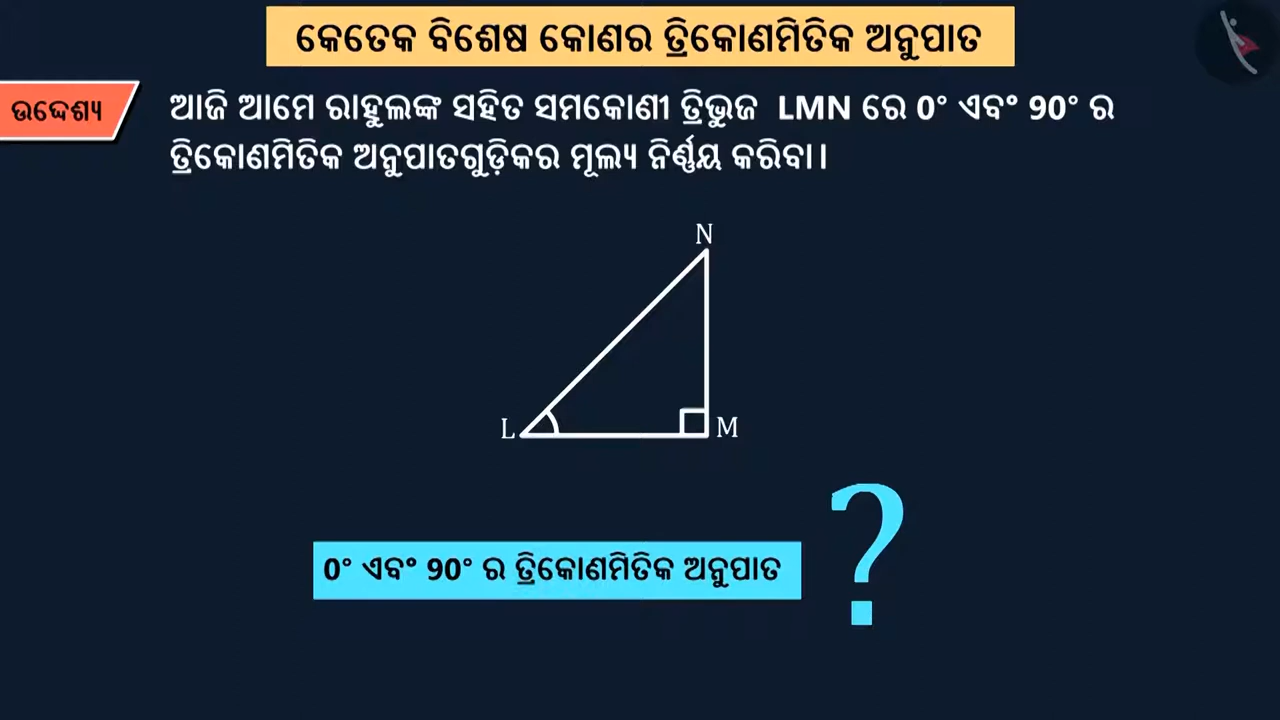 କେତେକ ବିଶେଷ କୋଣର ତ୍ରିକୋଣମିତିକ ଅନୁପାତ
ଉଦ୍ଦେଶ୍ୟ
ଆଜି ଆମେ ରାହୁଲଙ୍କ ସହିତ ସମକୋଣୀ ତ୍ରିଭୁଜ LMN ରେ 0° ଏବଂ 90° ର
ତ୍ରିକୋଣମିତିକ ଅନୁପାତଗୁଡ଼ିକର ମୂଲ୍ୟ ନିର୍ଣ୍ଣୟ କରିବା।
N
L
M
0° ଏବଂ 90° ର ତ୍ରିକୋଣମିତିକ ଅନୁପାତ
?